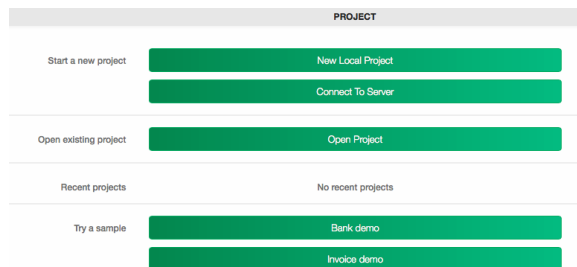 PROJECT
Start a new project
New Local Project
Connect To Server
Open existing project
Open Project
Recent projects
No recent projects
Try a sample
Bank demo
Invoice demo